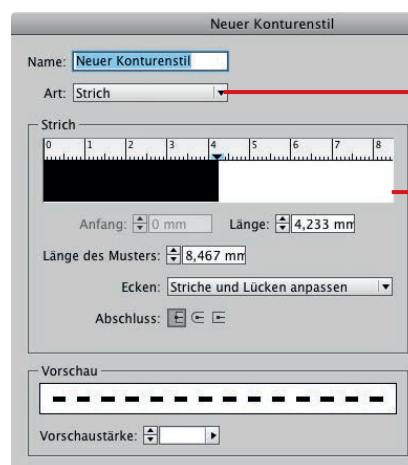 Neuer Konturenstil
Name: Neuer Konturenstil
Art: Strich
Strich
0 1 2 3 4 5 6 7 8
Anfang: 0 mm Länge: 4,233 mm
Länge des Musters: 8,467 mm
Ecken: Striche und Lücken anpassen
Abschluss:
Vorschau
Vorschaustärke: